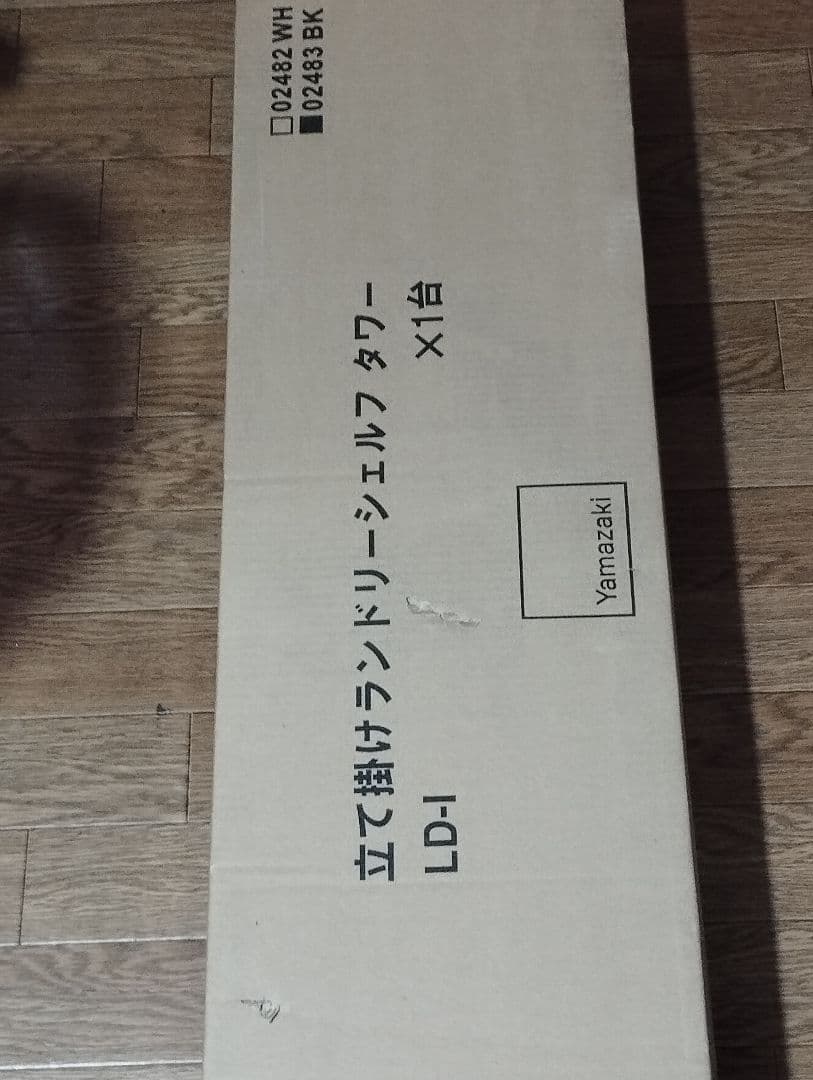 □02482 WH
■02483 BK
立て掛けランドリーシェルフ タワー
LD-I ×1台
Yamazaki